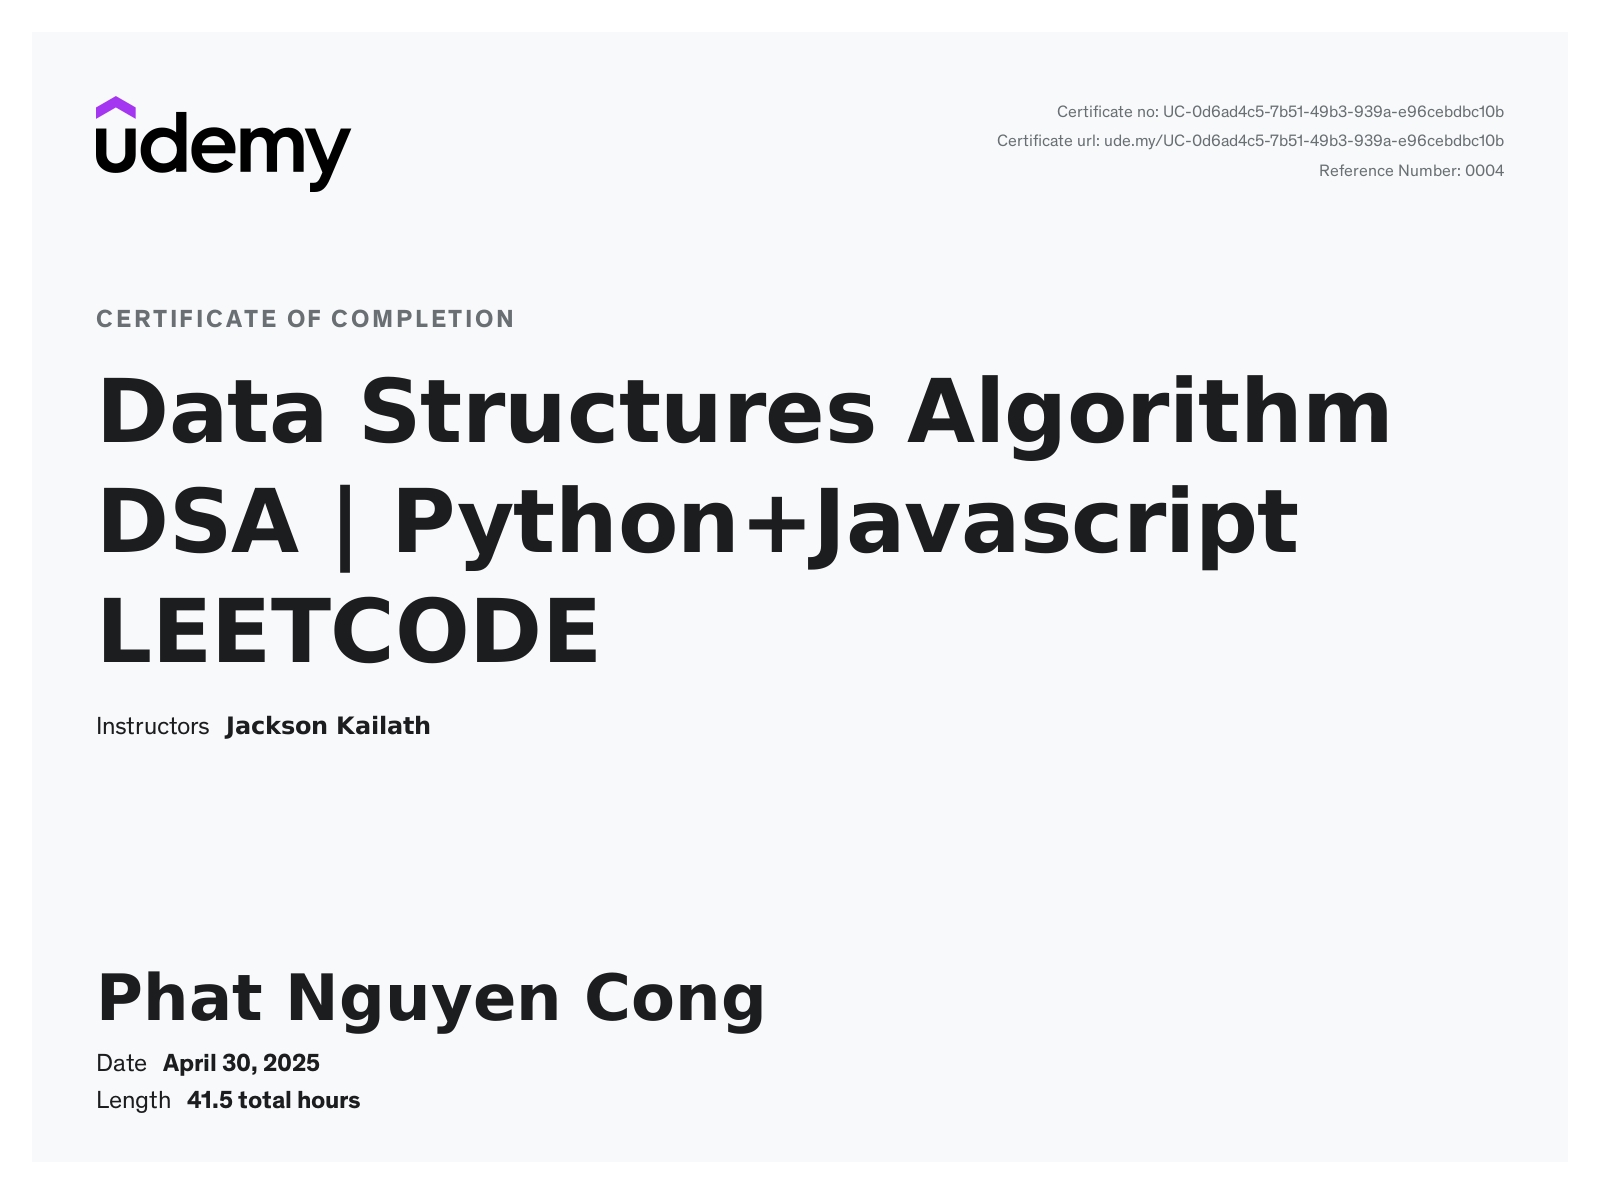 udemy
Certificate no: UC-0d6ad4c5-7b51-49b3-939a-e96cebdbc10b
Certificate url: ude.my/UC-0d6ad4c5-7b51-49b3-939a-e96cebdbc10b
Reference Number: 0004
CERTIFICATE OF COMPLETION
Data Structures Algorithm
DSA | Python+Javascript
LEETCODE
Instructors Jackson Kailath
Phat Nguyen Cong
Date April 30, 2025
Length 41.5 total hours